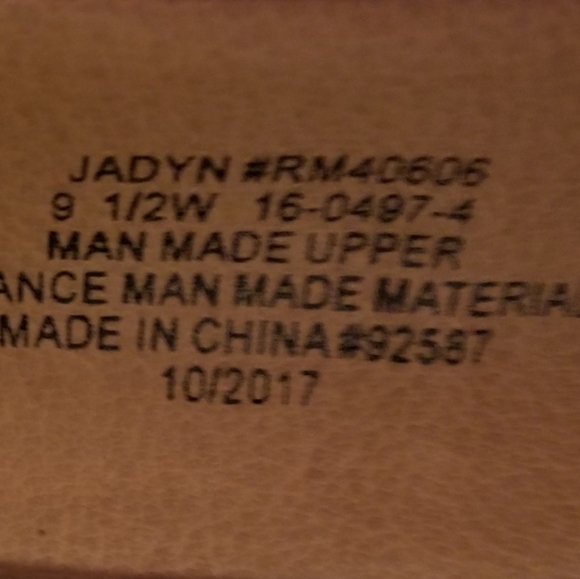 JADYN #RM40606
9 1/2W 16-0497-4
MAN MADE UPPER
ANCE MAN MADE MATERIA
MADE IN CHINA #92587
10/2017